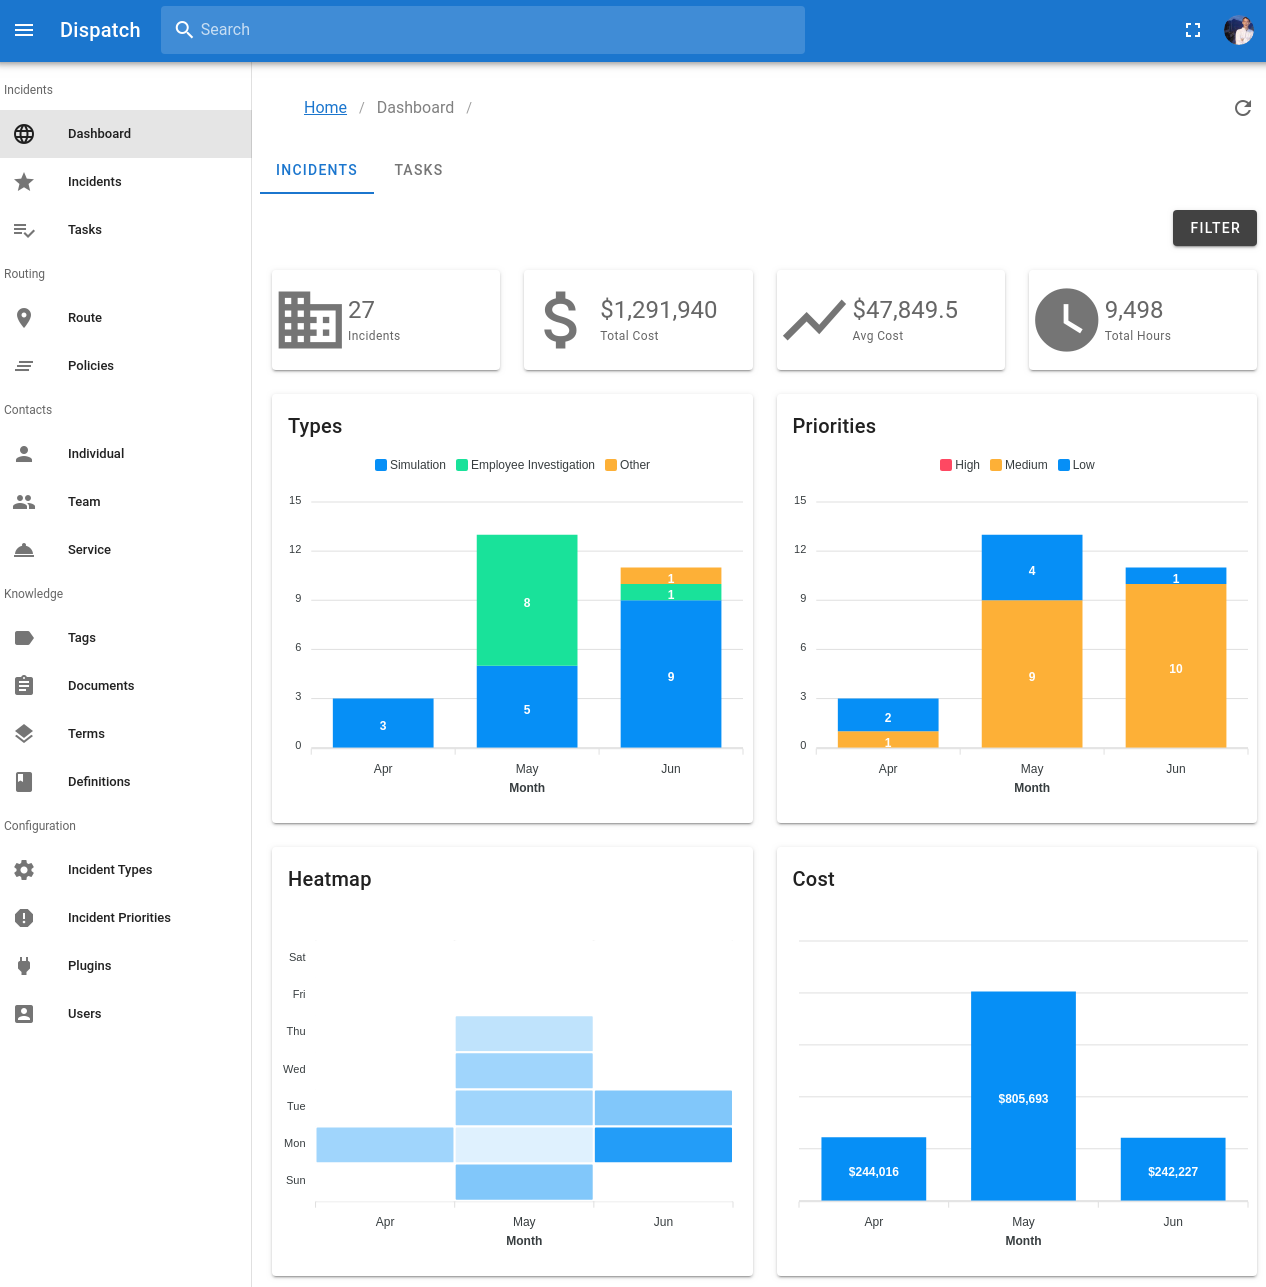 Dispatch
Search
Incidents
Dashboard
Incidents
Tasks
Routing
Route
Policies
Contacts
Individual
Team
Service
Knowledge
Tags
Documents
Terms
Definitions
Configuration
Incident Types
Incident Priorities
Plugins
Users
Home / Dashboard /
INCIDENTS TASKS
FILTER
27
Incidents
$1,291,940
Total Cost
$47,849.5
Avg Cost
9,498
Total Hours
Types
Simulation Employee Investigation Other
15
12
9
6
3
0
3
8
5
1
1
9
Apr May Jun
Month
Priorities
High Medium Low
15
12
9
6
3
0
2
1
4
9
1
10
Apr May Jun
Month
Heatmap
Sat
Fri
Thu
Wed
Tue
Mon
Sun
Apr May Jun
Month
Cost
$805,693
$244,016 $242,227
Apr May Jun
Month